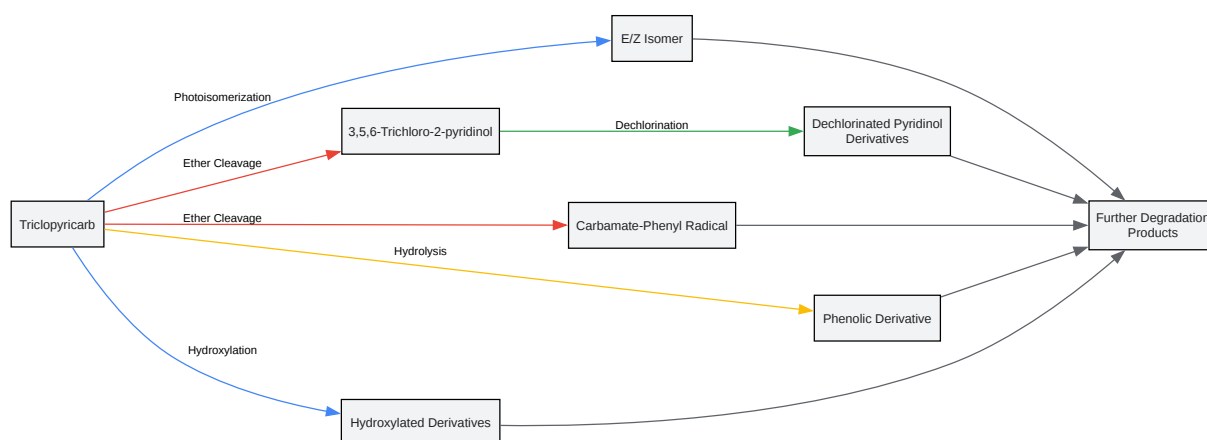 E/Z Isomer
Photoisomerization
3,5,6-Trichloro-2-pyridinol
Dechlorination
Dechlorinated Pyridinol
Derivatives
Ether Cleavage
Triclopyricarb
Ether Cleavage
Carbamate-Phenyl Radical
Further Degradation
Products
Hydrolysis
Phenolic Derivative
Hydroxylation
Hydroxylated Derivatives